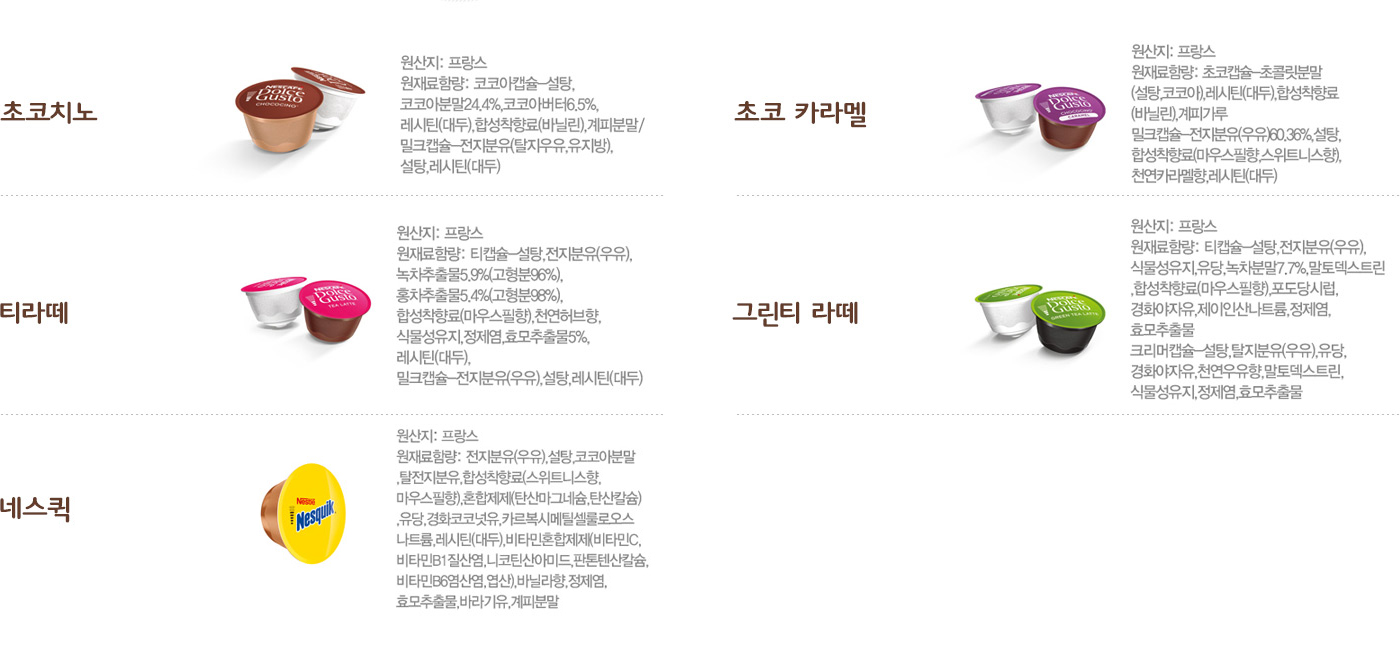 초코치노
NESCAFÉ
Dolce
Gusto
CHOCOCINO
원산지: 프랑스
원재료함량: 코코아캡슐-설탕,
코코아분말24,4%,코코아버터6,5%,
레시틴(대두),합성착향료(바닐린),계피분말/
밀크캡슐-전지분유(탈지우유,유지방),
설탕,레시틴(대두)
초코 카라멜
NESCAFÉ
Dolce
Gusto
CHOCOCINO
CARAMEL
원산지: 프랑스
원재료함량: 초코캡슐-초콜릿분말
(설탕,코코아),레시틴(대두),합성착향료
(바닐린),계피가루
밀크캡슐-전지분유(우유)60,36%,설탕,
합성착향료(마우스필향,스위트니스향),
천연카라멜향,레시틴(대두)
티라떼
NESCAFÉ
Dolce
Gusto
TEA LATTE
원산지: 프랑스
원재료함량: 티캡슐-설탕,전지분유(우유),
녹차추출물5,9%(고형분96%),
홍차추출물5,4%(고형분98%),
합성착향료(마우스필향),천연허브향,
식물성유지,정제염,효모추출물5%,
레시틴(대두),
밀크캡슐-전지분유(우유),설탕,레시틴(대두)
그린티 라떼
NESCAFÉ
Dolce
Gusto
GREEN TEA LATTE
원산지: 프랑스
원재료함량: 티캡슐-설탕,전지분유(우유),
식물성유지,유당,녹차분말7,7%,말토덱스트린
,합성착향료(마우스필향),포도당시럽,
경화야자유,제이인산나트륨,정제염,
효모추출물
크리머캡슐-설탕,탈지분유(우유),유당,
경화야자유,천연우유향,말토덱스트린,
식물성유지,정제염,효모추출물
네스퀵
Nestlé
Nesquik
원산지: 프랑스
원재료함량: 전지분유(우유),설탕,코코아분말
,탈전지분유,합성착향료(스위트니스향,
마우스필향),혼합제제(탄산마그네슘,탄산칼슘)
,유당,경화코코넛유,카르복시메틸셀룰로오스
나트륨,레시틴(대두),비타민혼합제제(비타민C,
비타민B1질산염,니코틴산아미드,판톤텐산칼슘,
비타민B6염산염,엽산),바닐라향,정제염,
효모추출물,바라기유,계피분말